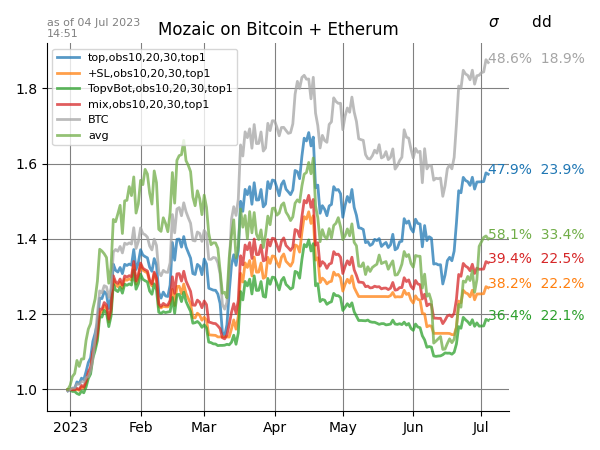 as of 04 Jul 2023
14:51
Mozaic on Bitcoin + Etherum
σ dd
top,obs10,20,30,top1
+SL,obs10,20,30,top1
TopvBot,obs10,20,30,top1
mix,obs10,20,30,top1
BTC
avg
48.6% 18.9%
47.9% 23.9%
58.1% 33.4%
39.4% 22.5%
38.2% 22.2%
36.4% 22.1%
1.8
1.6
1.4
1.2
1.0
2023 Feb Mar Apr May Jun Jul